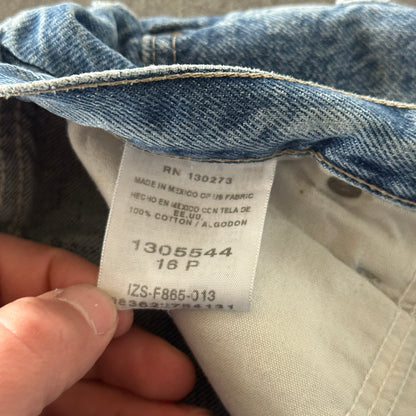 RN 130273
MADE IN MEXICO OF US FABRIC
HECHO EN MEXICO CON TELA DE
EE.UU.
100% COTTON / ALGODON
1305544
16 P
IZS-F865-013